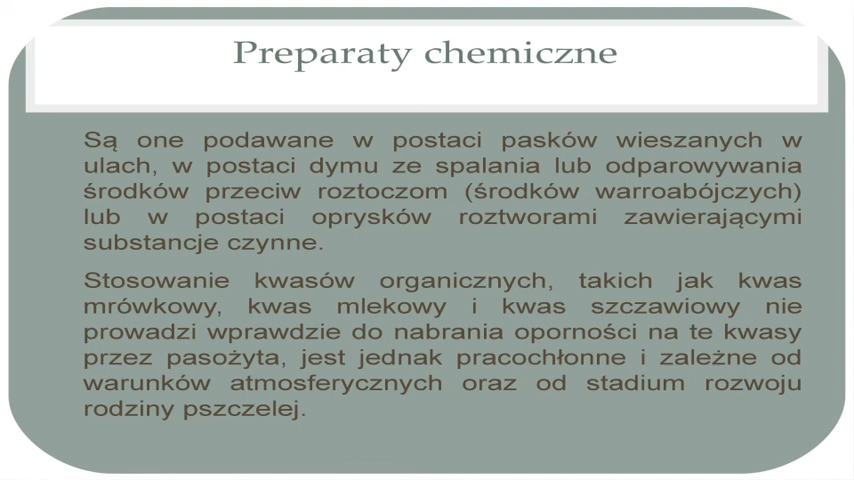 Preparaty chemiczne
Są one podawane w postaci pasków wieszanych w
ulach, w postaci dymu ze spalania lub odparowywania
środków przeciw roztoczom (środków warroabójczych)
lub w postaci oprysków roztworami zawierającymi
substancje czynne.
Stosowanie kwasów organicznych, takich jak kwas
mrówkowy, kwas mlekowy i kwas szczawiowy nie
prowadzi wprawdzie do nabrania oporności na te kwasy
przez pasożyta, jest jednak pracochłonne i zależne od
warunków atmosferycznych oraz od stadium rozwoju
rodziny pszczelej.